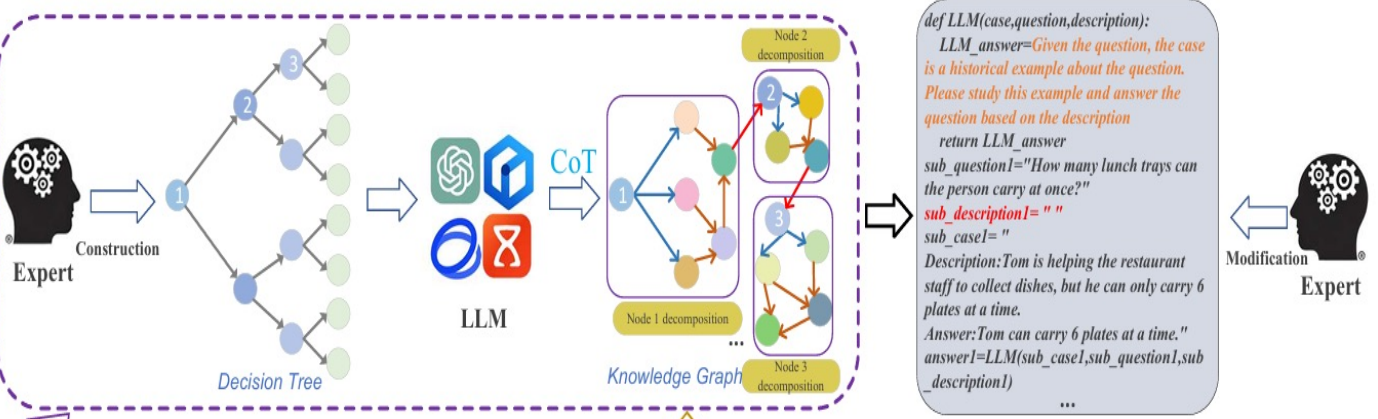 Expert
Construction
1
2
3
Decision Tree
LLM
CoT
1
Node 1 decomposition
...
Knowledge Graph
Node 2
decomposition
2
3
Node 3
decomposition
def LLM(case,question,description):
LLM_answer=Given the question, the case
is a historical example about the question.
Please study this example and answer the
question based on the description
return LLM_answer
sub_question1="How many lunch trays can
the person carry at once?"
sub_description1= " "
sub_case1= "
Description:Tom is helping the restaurant
staff to collect dishes, but he can only carry 6
plates at a time.
Answer:Tom can carry 6 plates at a time."
answer1=LLM(sub_case1,sub_question1,sub
_description1)
...
Modification
Expert